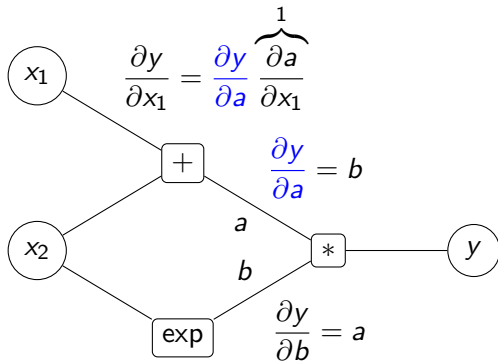 1
x₁
∂y/∂x₁ = ∂y/∂a ∂a/∂x₁
+
∂y/∂a = b
a
x₂
*
y
b
exp
∂y/∂b = a